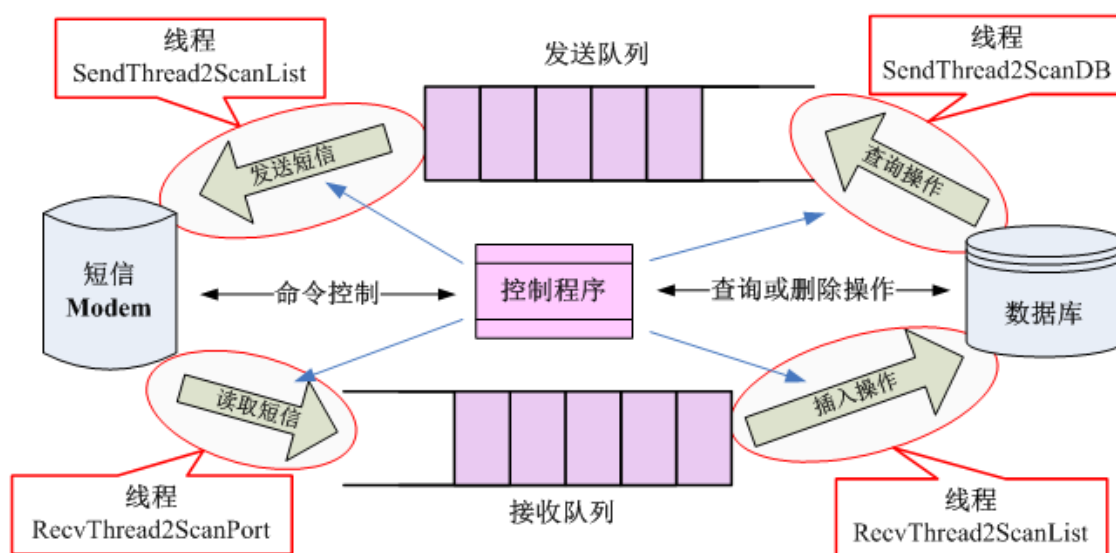 线程
SendThread2ScanList
发送队列
线程
SendThread2ScanDB
发送短信
查询操作
短信
Modem
命令控制
控制程序
查询或删除操作
数据库
读取短信
插入操作
线程
RecvThread2ScanPort
接收队列
线程
RecvThread2ScanList